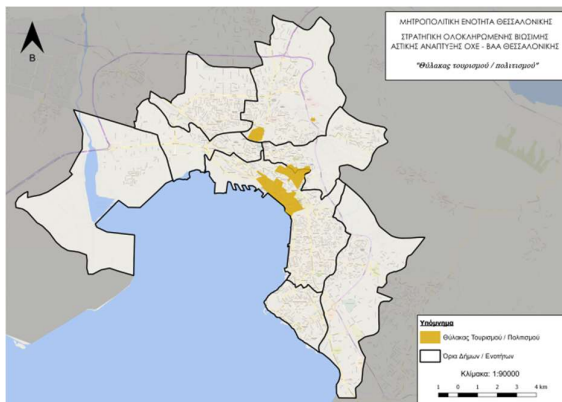 ΜΗΤΡΟΠΟΛΙΤΙΚΗ ΕΝΟΤΗΤΑ ΘΕΣΣΑΛΟΝΙΚΗΣ
ΣΤΡΑΤΗΓΙΚΗ ΟΛΟΚΛΗΡΩΜΕΝΗΣ ΒΙΩΣΙΜΗΣ
ΑΣΤΙΚΗΣ ΑΝΑΠΤΥΞΗΣ ΟΧΕ - ΒΑΑ ΘΕΣΣΑΛΟΝΙΚΗΣ
"Θύλακας τουρισμού / πολιτισμού"
Β
Υπόμνημα
Θύλακας Τουρισμού / Πολιτισμού
Όρια Δήμων / Ενοτήτων
Κλίμακα: 1:90000
1 0 1 2 3 4 km